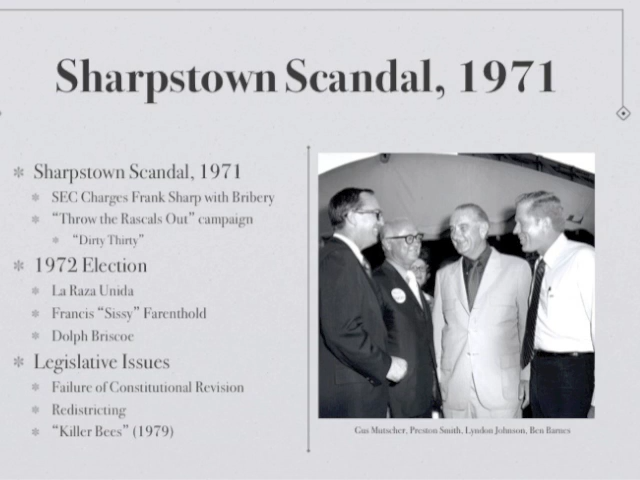 Sharpstown Scandal, 1971
Sharpstown Scandal, 1971
SEC Charges Frank Sharp with Bribery
“Throw the Rascals Out” campaign
“Dirty Thirty”
1972 Election
La Raza Unida
Francis “Sissy” Farenthold
Dolph Briscoe
Legislative Issues
Failure of Constitutional Revision
Redistricting
“Killer Bees” (1979)
Gus Mutscher, Preston Smith, Lyndon Johnson, Ben Barnes